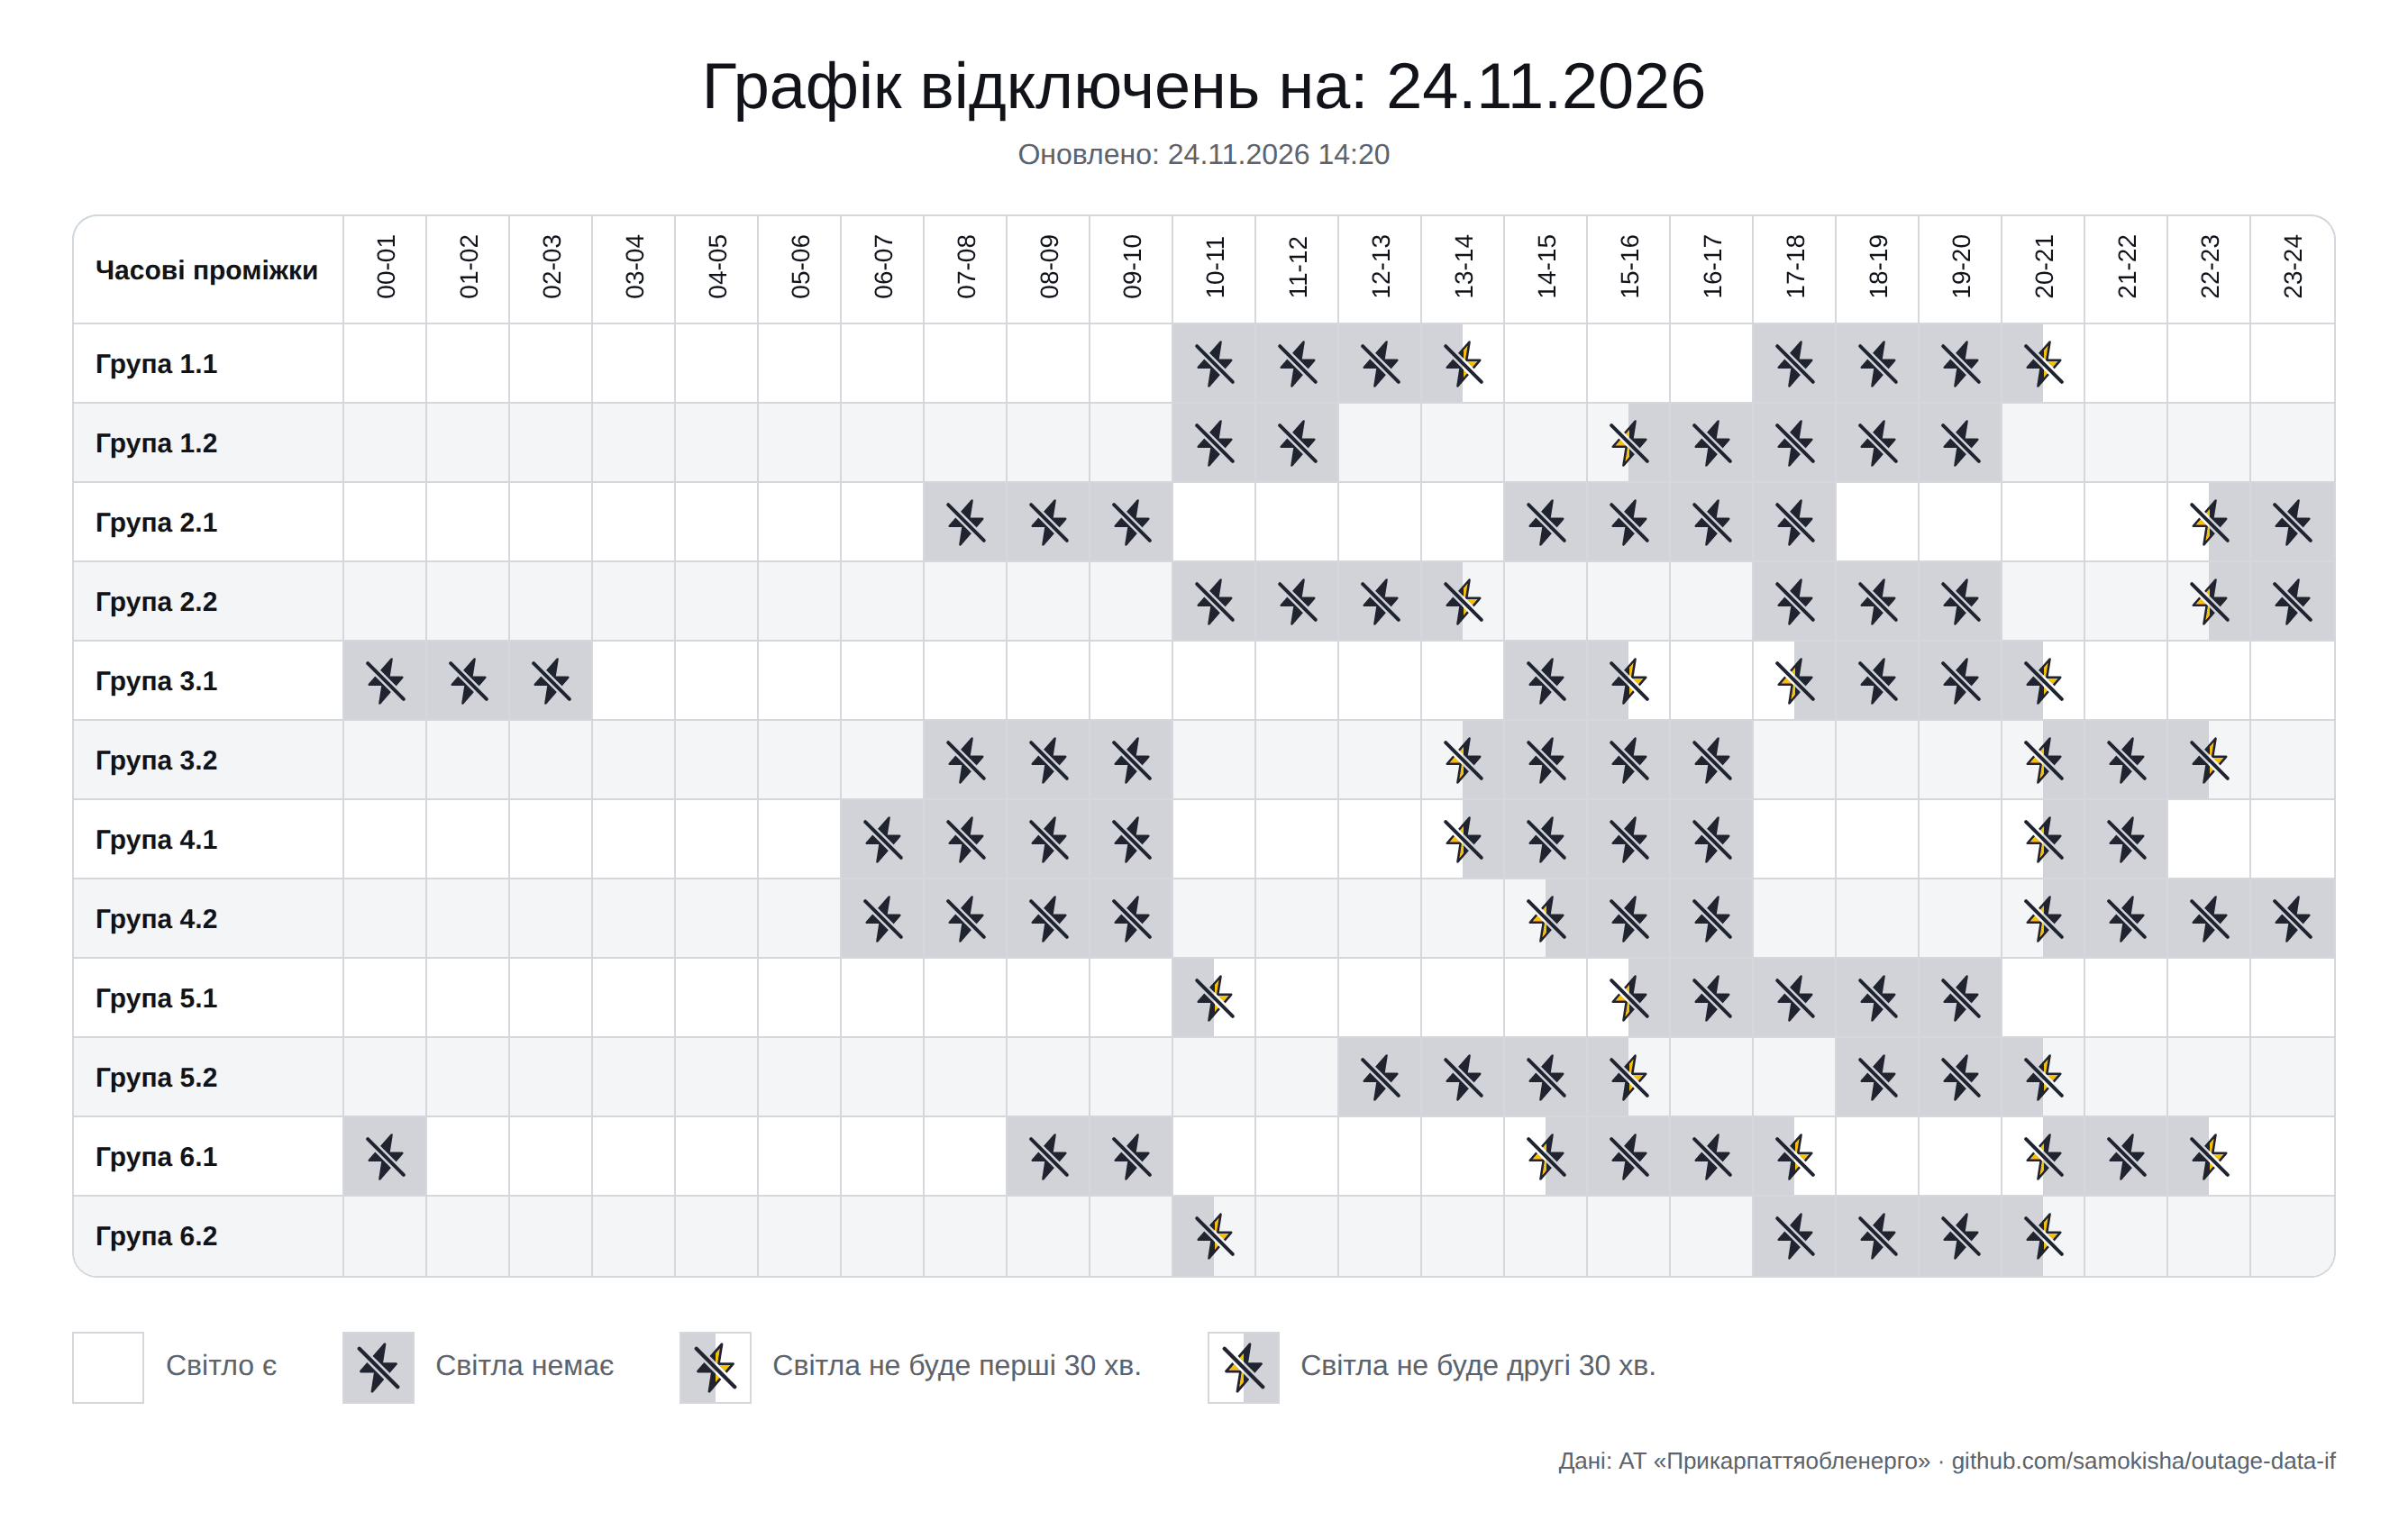 Графік відключень на: 24.11.2026
Оновлено: 24.11.2026 14:20
Часові проміжки 00-01 01-02 02-03 03-04 04-05 05-06 06-07 07-08 08-09 09-10 10-11 11-12 12-13 13-14 14-15 15-16 16-17 17-18 18-19 19-20 20-21 21-22 22-23 23-24
Група 1.1
Група 1.2
Група 2.1
Група 2.2
Група 3.1
Група 3.2
Група 4.1
Група 4.2
Група 5.1
Група 5.2
Група 6.1
Група 6.2
Світло є Світла немає Світла не буде перші 30 хв. Світла не буде другі 30 хв.
Дані: АТ «Прикарпаттяобленерго» · github.com/samokisha/outage-data-if